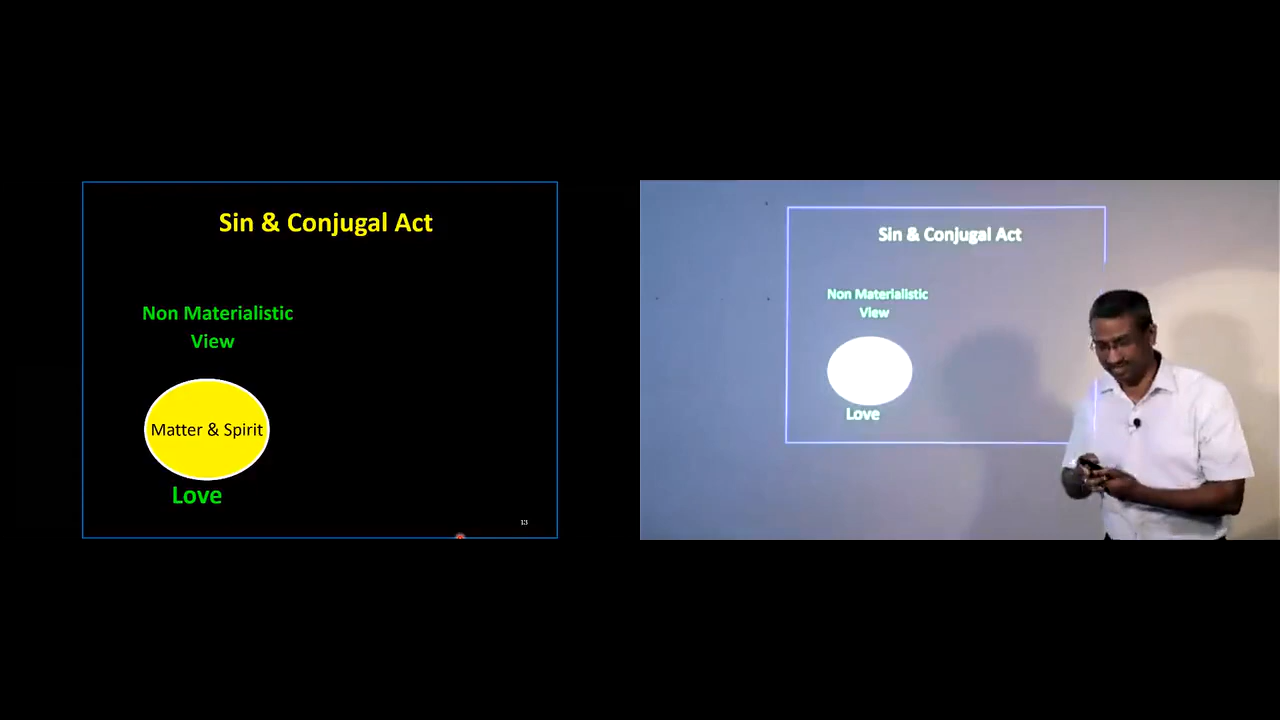 Sin & Conjugal Act
Non Materialistic
View
Matter & Spirit
Love
13
Sin & Conjugal Act
Non Materialistic
View
Love